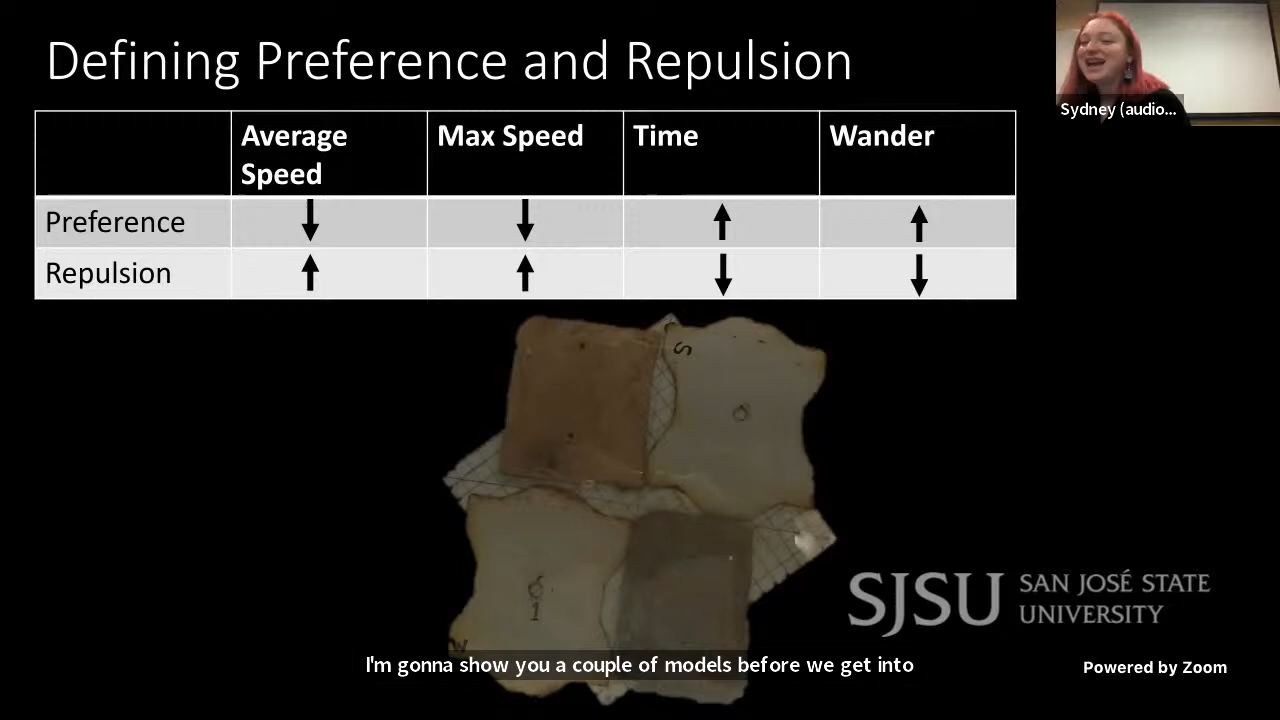 Defining Preference and Repulsion
Sydney (audio...
Average Speed
Max Speed
Time
Wander
Preference
Repulsion
S
1
SJSU
SAN JOSÉ STATE
UNIVERSITY
I'm gonna show you a couple of models before we get into
Powered by Zoom